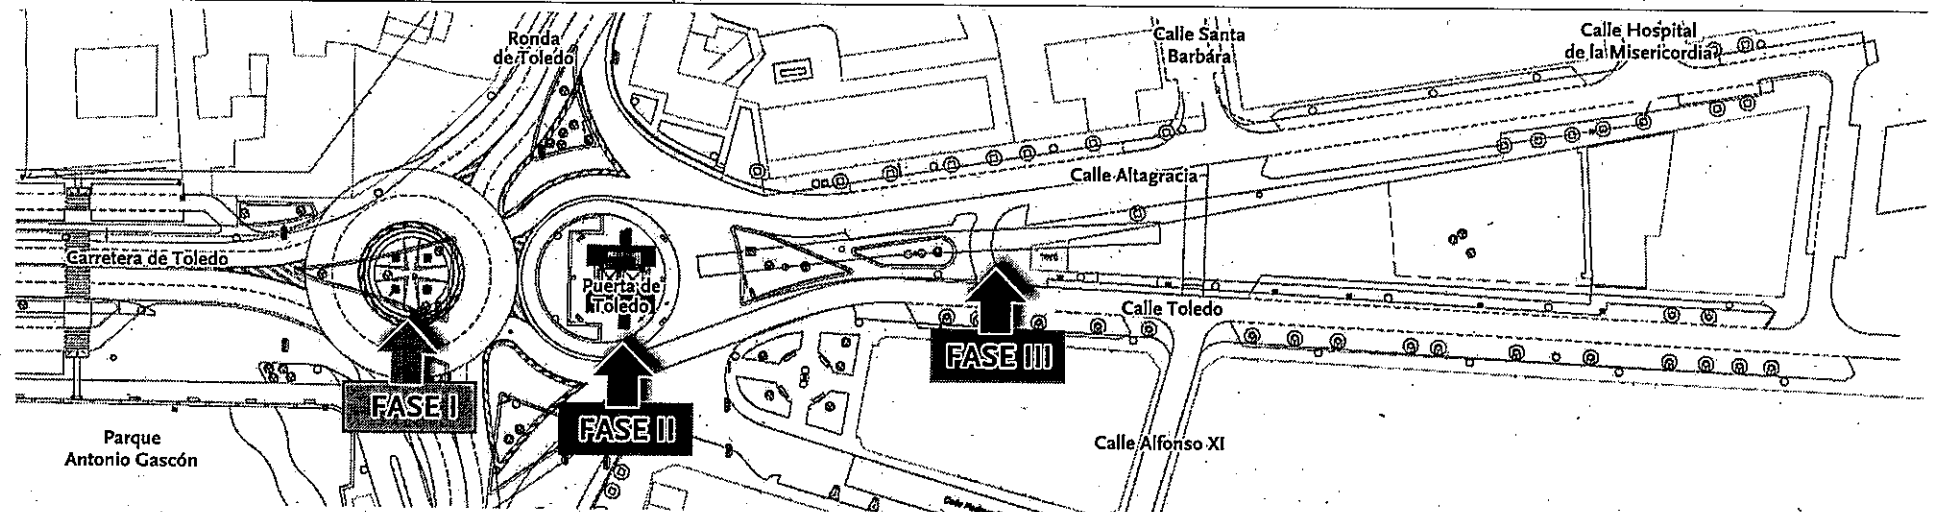 Ronda
de Toledo
Calle Santa
Barbára
Calle Hospital
de la Misericordia
Calle Altagracia
Carretera de Toledo
Puerta de
Toledo
Calle Toledo
FASE I
FASE II
FASE III
Parque
Antonio Gascón
Calle Alfonso XI